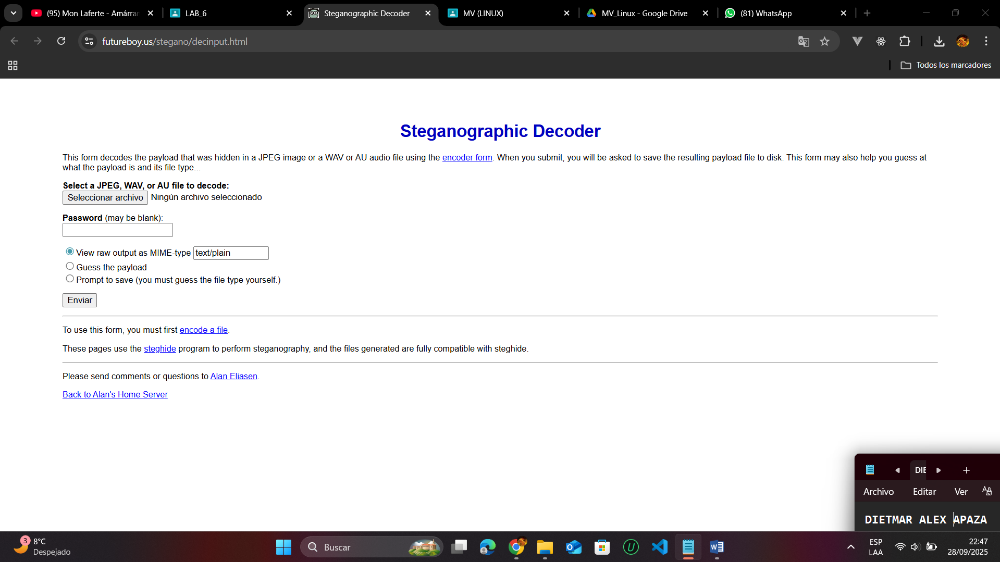 (95) Mon Laferte - Amárrar
LAB_6
Steganographic Decoder
MV (LINUX)
MV_Linux - Google Drive
(81) WhatsApp
futureboy.us/stegano/decinput.html
Todos los marcadores
Steganographic Decoder
This form decodes the payload that was hidden in a JPEG image or a WAV or AU audio file using the encoder form. When you submit, you will be asked to save the resulting payload file to disk. This form may also help you guess at
what the payload is and its file type...
Select a JPEG, WAV, or AU file to decode:
Seleccionar archivo Ningún archivo seleccionado
Password (may be blank):
View raw output as MIME-type text/plain
Guess the payload
Prompt to save (you must guess the file type yourself.)
Enviar
To use this form, you must first encode a file.
These pages use the steghide program to perform steganography, and the files generated are fully compatible with steghide.
Please send comments or questions to Alan Eliasen.
Back to Alan's Home Server
DIE
Archivo Editar Ver
DIETMAR ALEX APAZA
3
8°C
Despejado
Buscar
ESP
LAA
22:47
28/09/2025